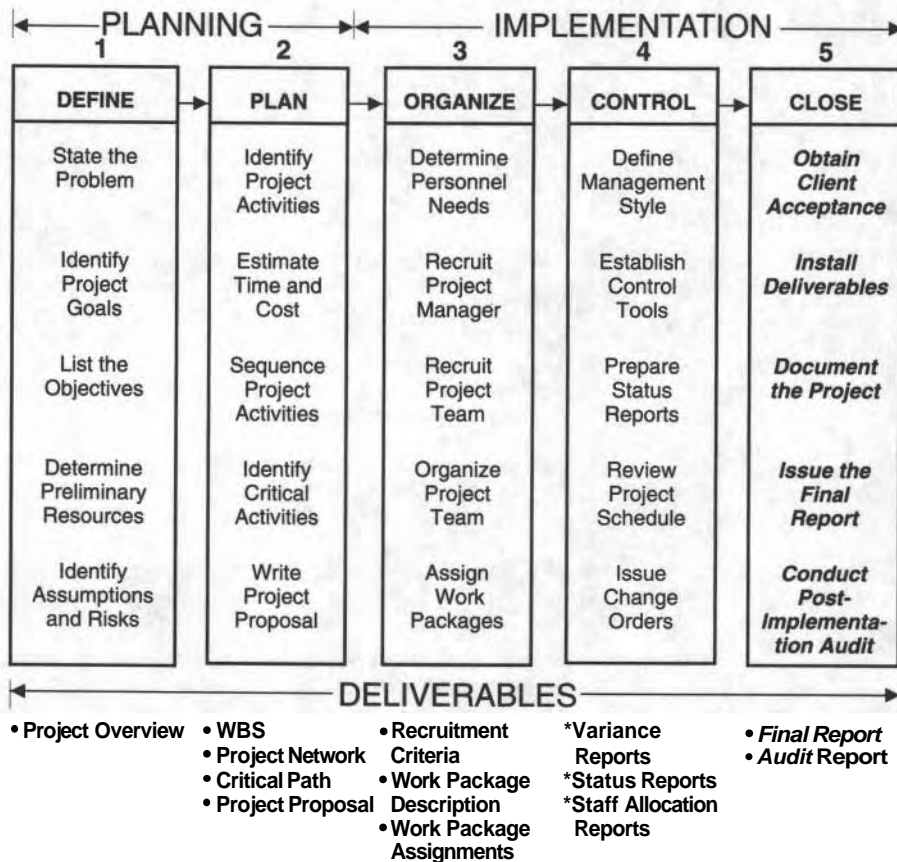 PLANNING
IMPLEMENTATION
1
2
3
4
5
DEFINE
PLAN
ORGANIZE
CONTROL
CLOSE
State the
Problem
Identify
Project
Goals
List the
Objectives
Determine
Preliminary
Resources
Identify
Assumptions
and Risks
Identify
Project
Activities
Estimate
Time and
Cost
Sequence
Project
Activities
Identify
Critical
Activities
Write
Project
Proposal
Determine
Personnel
Needs
Recruit
Project
Manager
Recruit
Project
Team
Organize
Project
Team
Assign
Work
Packages
Define
Management
Style
Establish
Control
Tools
Prepare
Status
Reports
Review
Project
Schedule
Issue
Change
Orders
Obtain
Client
Acceptance
Install
Deliverables
Document
the Project
Issue the
Final
Report
Conduct
Post-
Implementa-
tion Audit
DELIVERABLES
• Project Overview
• WBS
• Project Network
• Critical Path
• Project Proposal
• Recruitment
Criteria
• Work Package
Description
• Work Package
Assignments
*Variance
Reports
*Status Reports
*Staff Allocation
Reports
• Final Report
• Audit Report